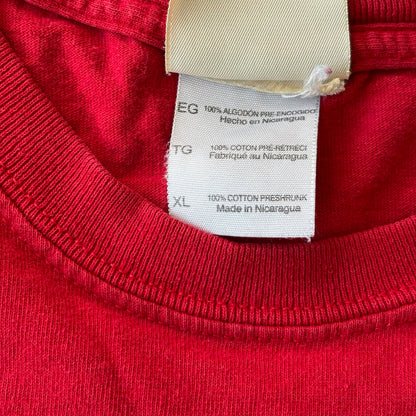 EG 100% ALGODÓN PRE-ENCOGIDO
Hecho en Nicaragua
TG 100% COTON PRÉ-RÉTRECI
Fabriqué au Nicaragua
XL 100% COTTON PRESHRUNK
Made in Nicaragua